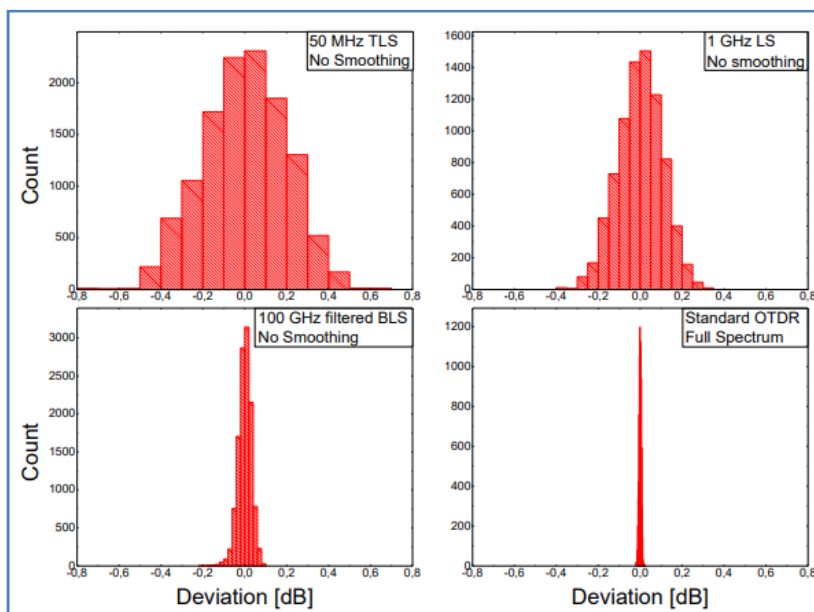 50 MHz TLS
No Smoothing
2000
1500
1000
500
0
Count
-0,8 -0,6 -0,4 -0,2 0,0 0,2 0,4 0,6 0,8
1 GHz LS
No smoothing
1600
1400
1200
1000
800
600
400
200
0
-0,8 -0,6 -0,4 -0,2 0,0 0,2 0,4 0,6 0,8
100 GHz filtered BLS
No Smoothing
3000
2500
2000
1500
1000
500
0
Count
-0,8 -0,6 -0,4 -0,2 0,0 0,2 0,4 0,6 0,8
Deviation [dB]
Standard OTDR
Full Spectrum
1200
1000
800
600
400
200
0
-0,8 -0,6 -0,4 -0,2 0,0 0,2 0,4 0,6 0,8
Deviation [dB]